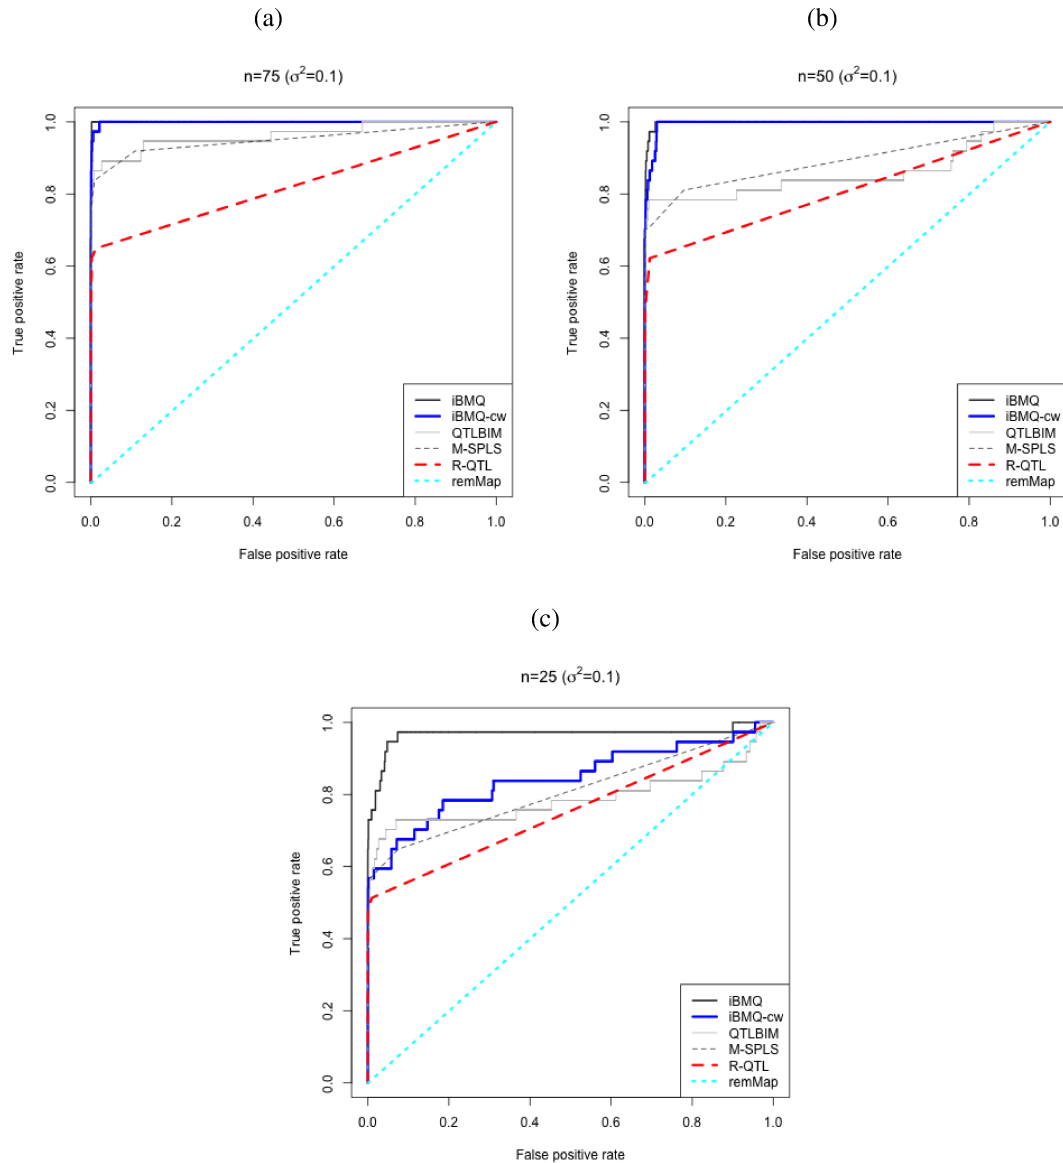 (a)
n=75 (σ²=0.1)
True positive rate
1.0
0.8
0.6
0.4
0.2
0.0
iBMQ
iBMQ-cw
QTLBIM
M-SPLS
R-QTL
remMap
0.0 0.2 0.4 0.6 0.8 1.0
False positive rate
(b)
n=50 (σ²=0.1)
True positive rate
1.0
0.8
0.6
0.4
0.2
0.0
iBMQ
iBMQ-cw
QTLBIM
M-SPLS
R-QTL
remMap
0.0 0.2 0.4 0.6 0.8 1.0
False positive rate
(c)
n=25 (σ²=0.1)
True positive rate
1.0
0.8
0.6
0.4
0.2
0.0
iBMQ
iBMQ-cw
QTLBIM
M-SPLS
R-QTL
remMap
0.0 0.2 0.4 0.6 0.8 1.0
False positive rate